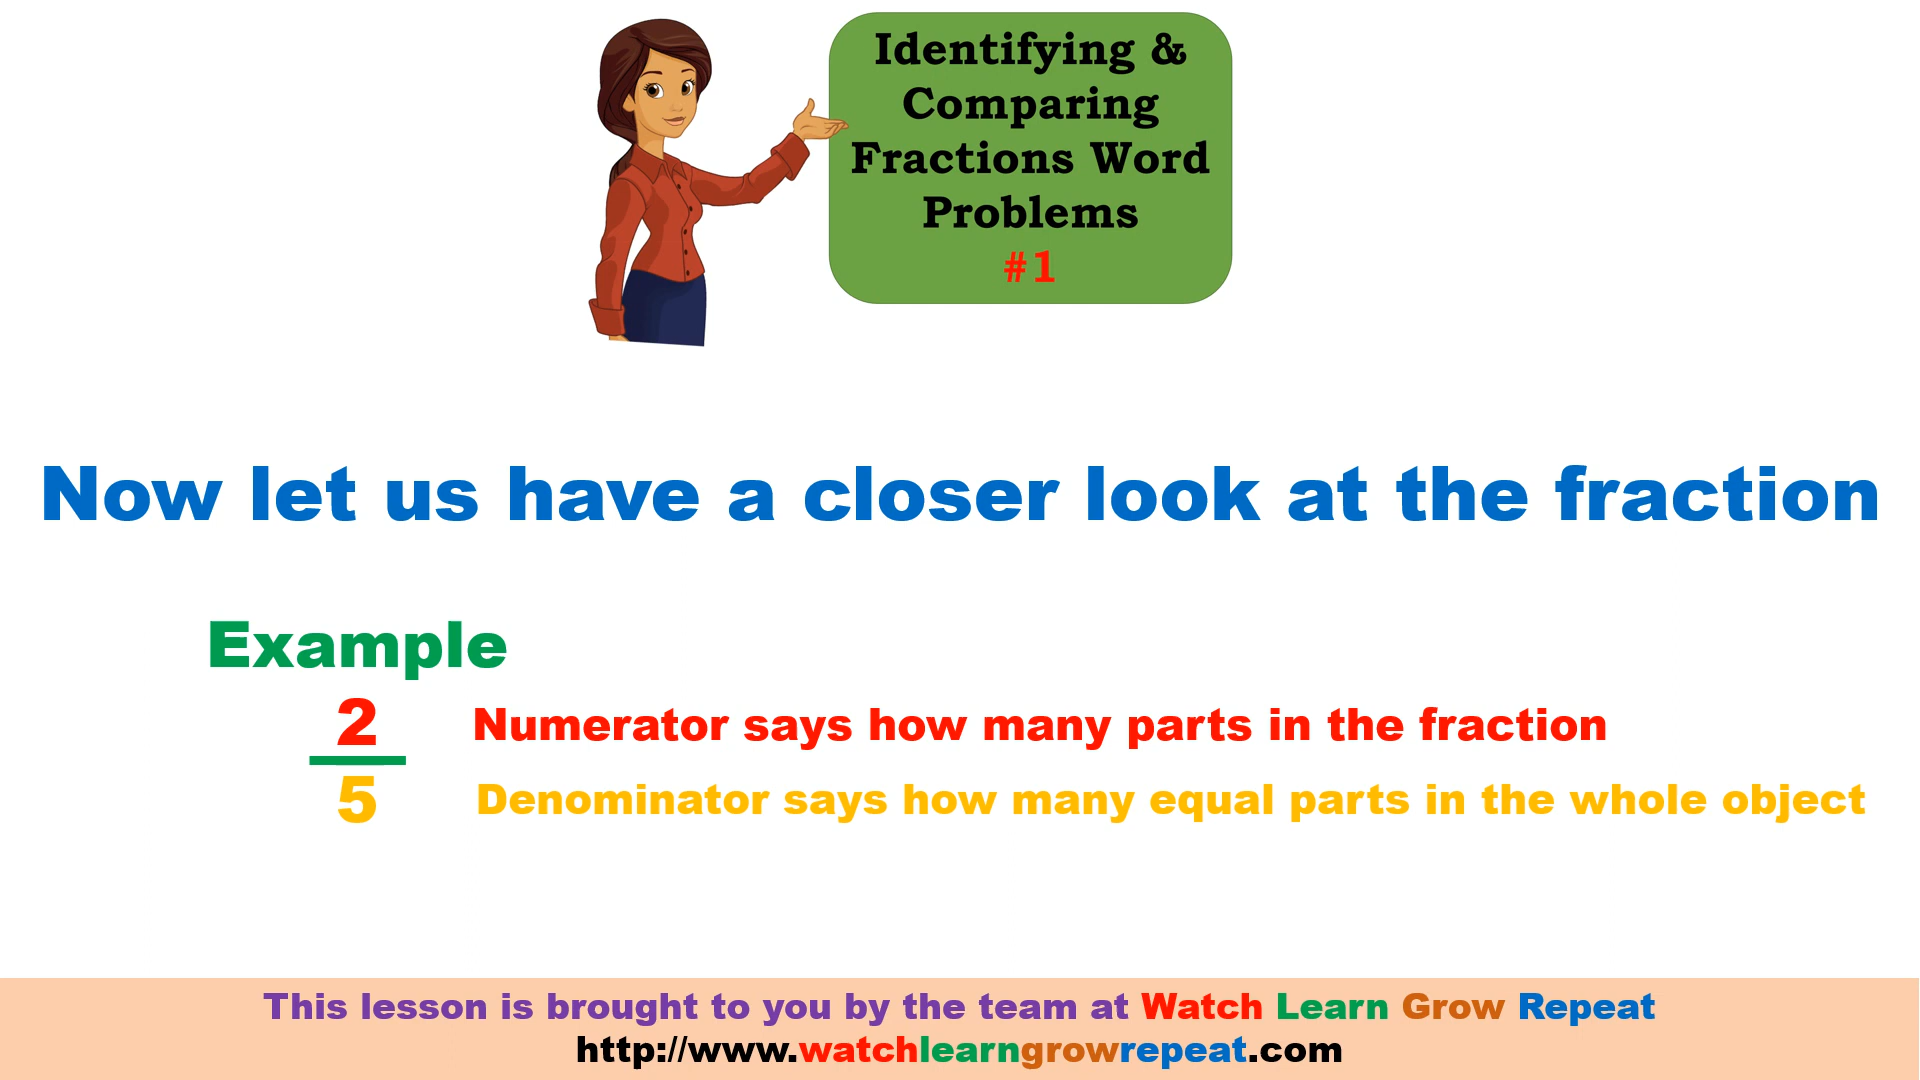 Identifying &
Comparing
Fractions Word
Problems
#1
Now let us have a closer look at the fraction
Example
2
Numerator says how many parts in the fraction
5
Denominator says how many equal parts in the whole object
This lesson is brought to you by the team at Watch Learn Grow Repeat
http://www.watchlearngrowrepeat.com